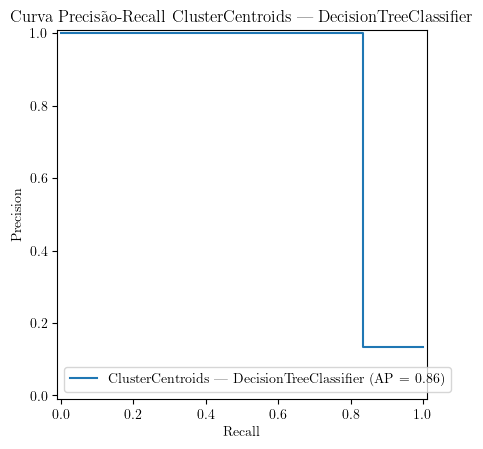 Curva Precisão-Recall ClusterCentroids — DecisionTreeClassifier
1.0
0.8
0.6
0.4
0.2
0.0
Precision
ClusterCentroids — DecisionTreeClassifier (AP = 0.86)
0.0 0.2 0.4 0.6 0.8 1.0
Recall